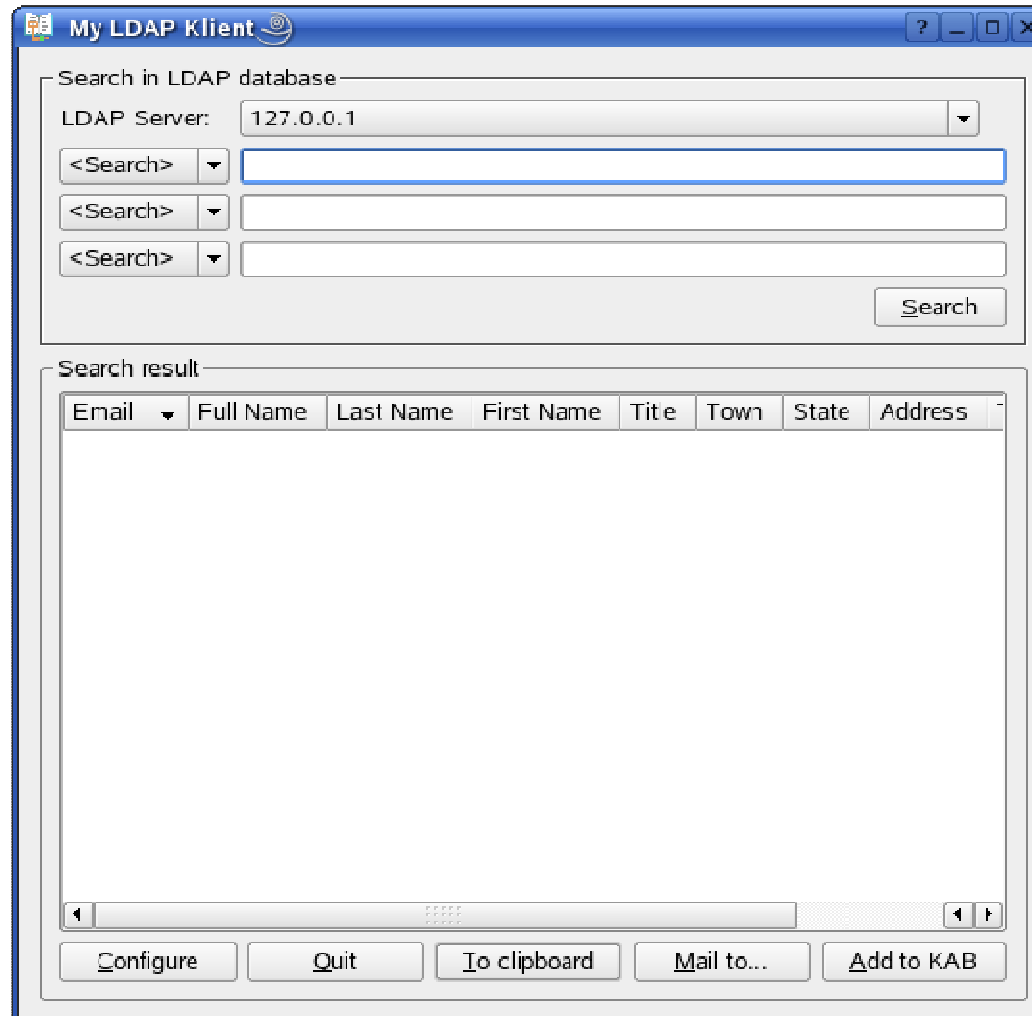 My LDAP Klient
?
Search in LDAP database
LDAP Server: 127.0.0.1
<Search>
<Search>
<Search>
Search
Search result
Email Full Name Last Name First Name Title Town State Address
Configure Quit To clipboard Mail to... Add to KAB